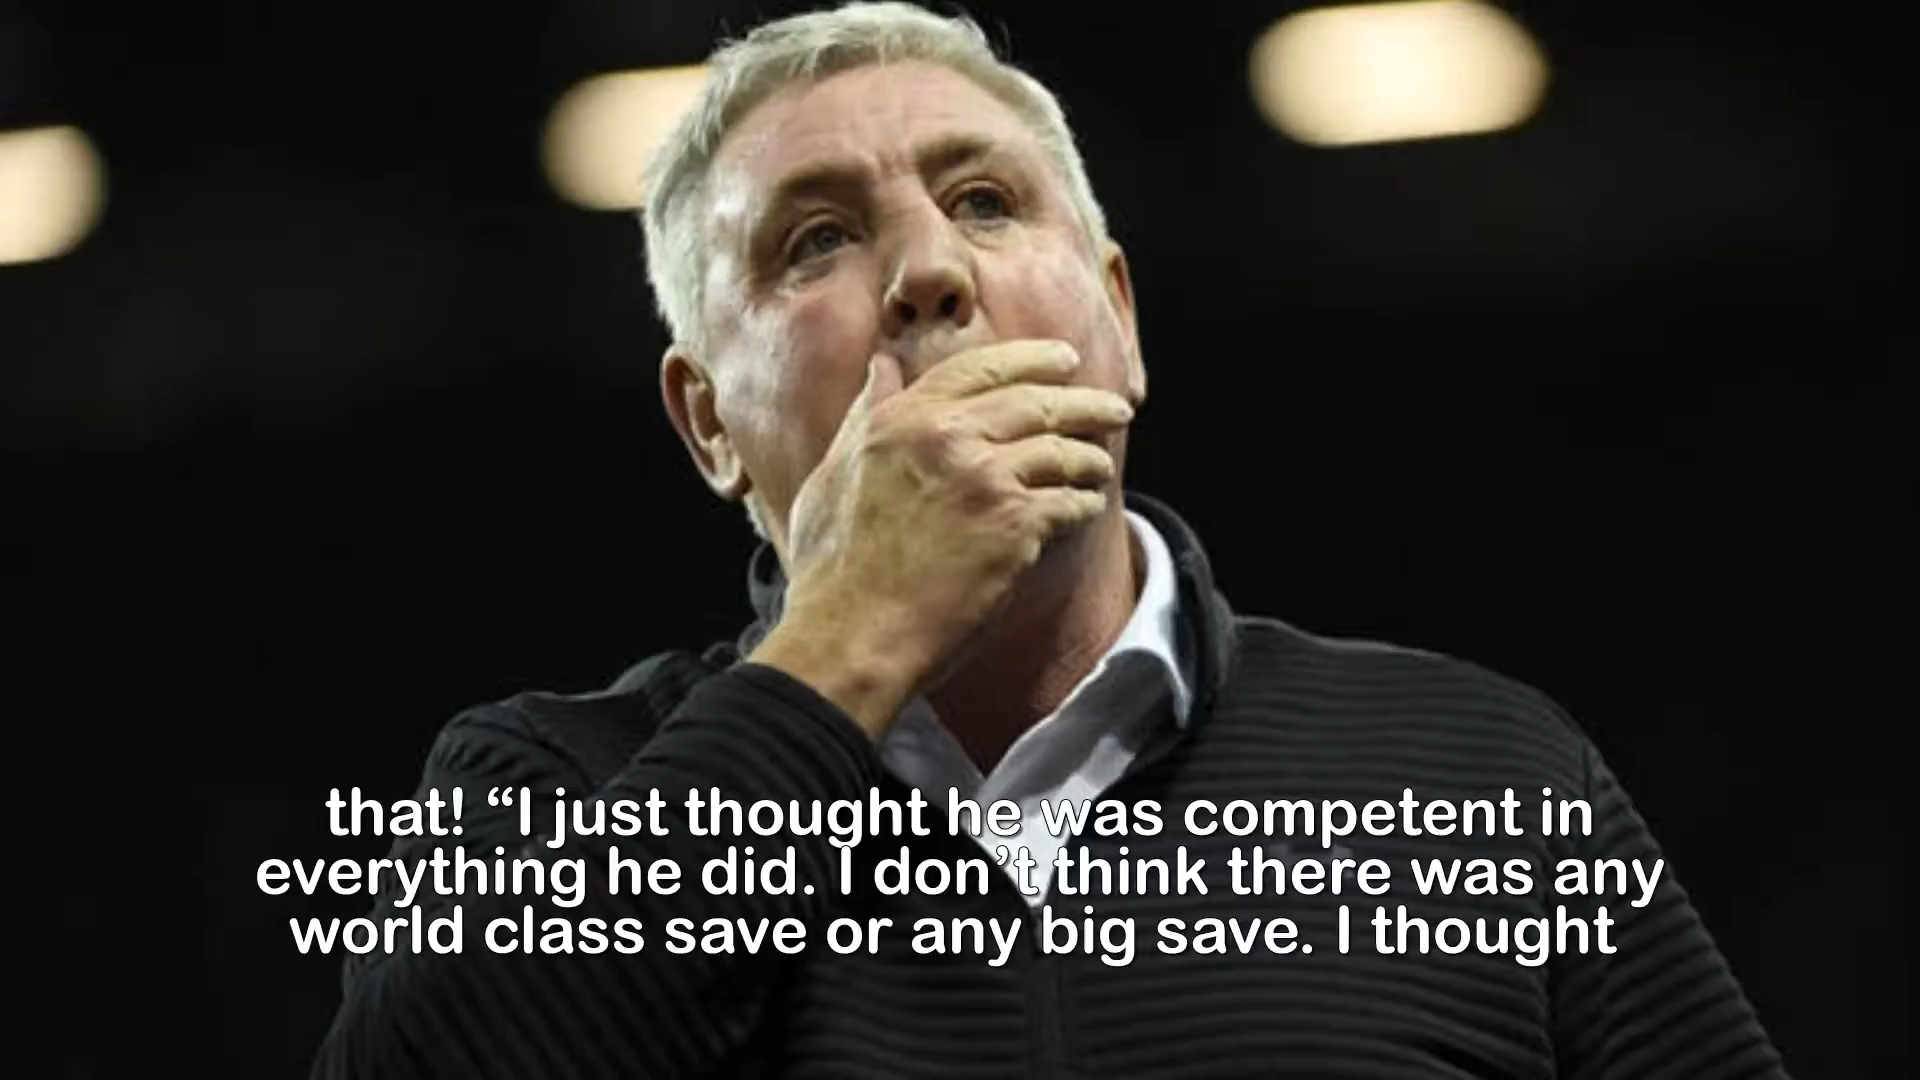 that! “I just thought he was competent in
everything he did. I don’t think there was any
world class save or any big save. I thought